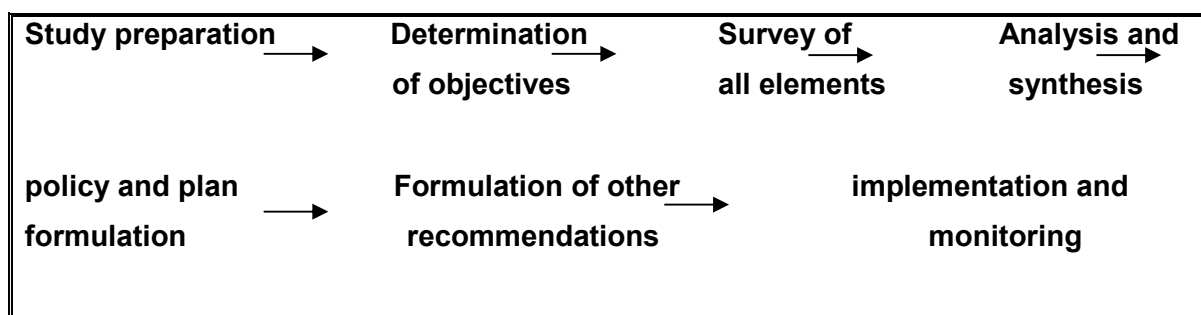 Study preparation Determination Survey of Analysis and
of objectives all elements synthesis
policy and plan Formulation of other implementation and
formulation recommendations monitoring